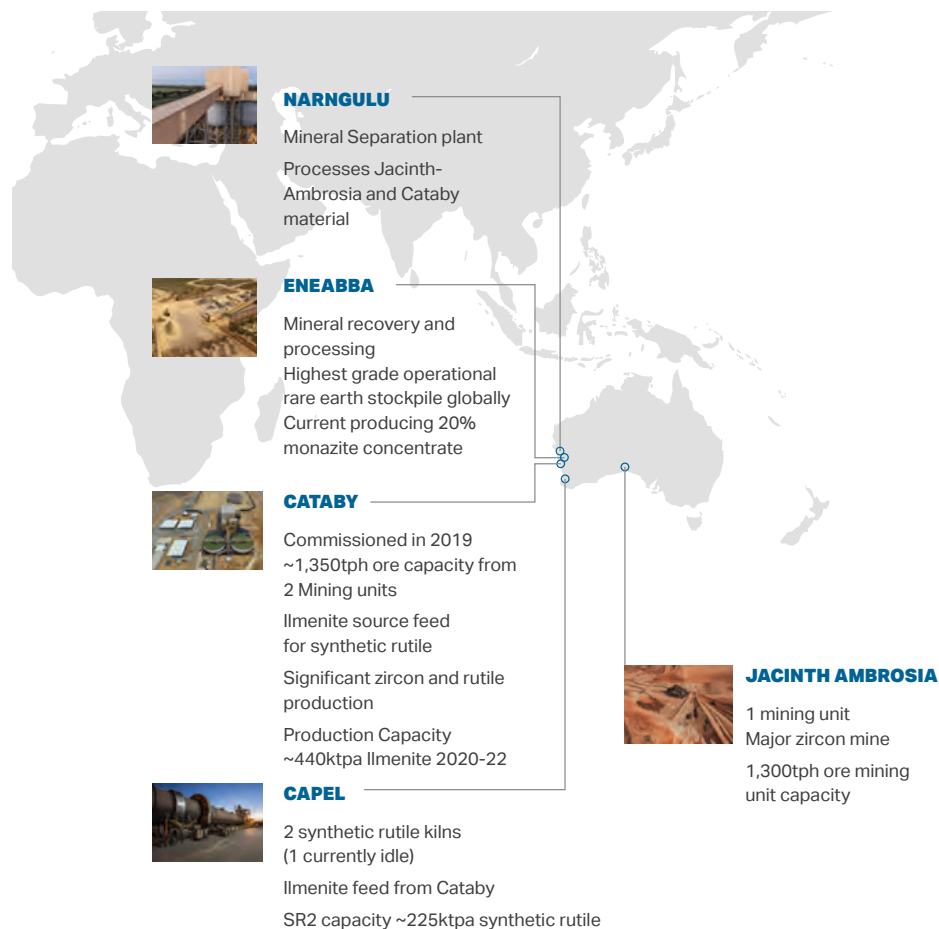 NARNGULU
Mineral Separation plant
Processes Jacinth-
Ambrosia and Cataby
material
ENEABBA
Mineral recovery and
processing
Highest grade operational
rare earth stockpile globally
Current producing 20%
monazite concentrate
CATABY
Commissioned in 2019
~1,350tph ore capacity from
2 Mining units
Ilmenite source feed
for synthetic rutile
Significant zircon and rutile
production
Production Capacity
~440ktpa Ilmenite 2020-22
CAPEL
2 synthetic rutile kilns
(1 currently idle)
Ilmenite feed from Cataby
SR2 capacity ~225ktpa synthetic rutile
JACINTH AMBROSIA
1 mining unit
Major zircon mine
1,300tph ore mining
unit capacity